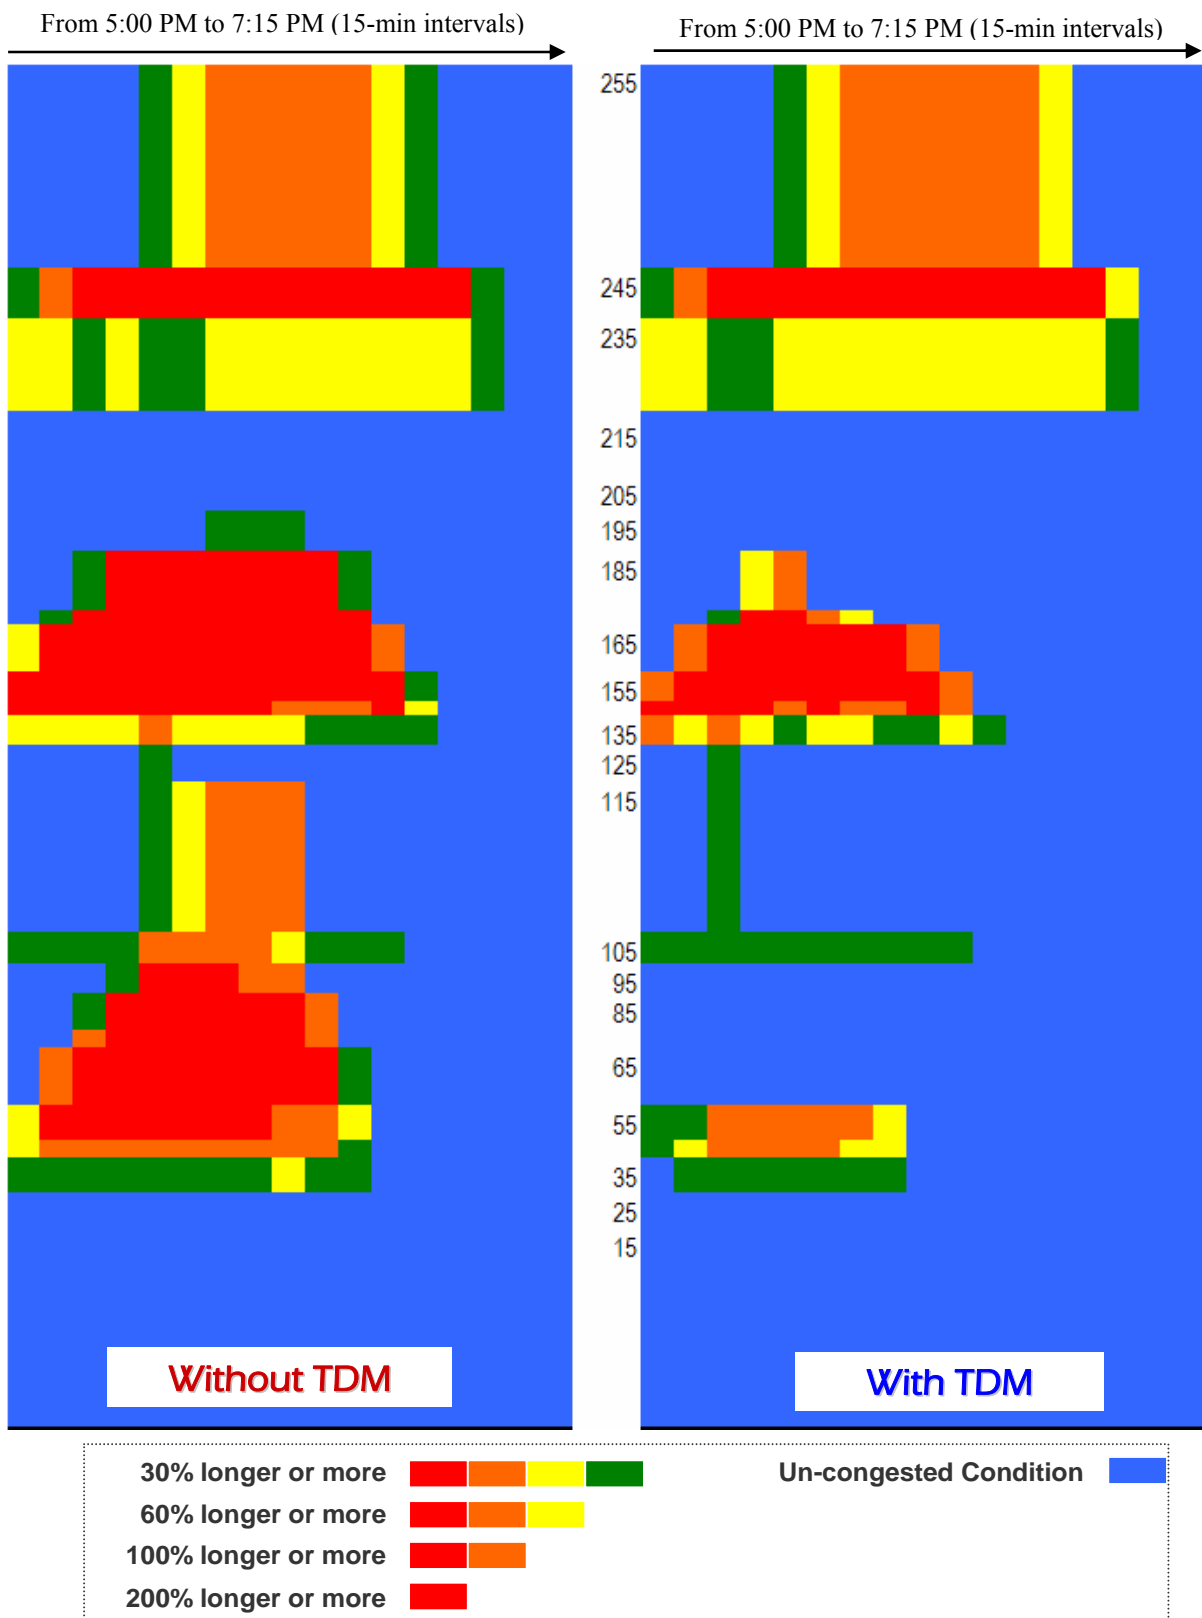 From 5:00 PM to 7:15 PM (15-min intervals)
From 5:00 PM to 7:15 PM (15-min intervals)
255
245
235
215
205
195
185
165
155
135
125
115
105
95
85
65
55
35
25
15
Without TDM
With TDM
30% longer or more
Un-congested Condition
60% longer or more
100% longer or more
200% longer or more